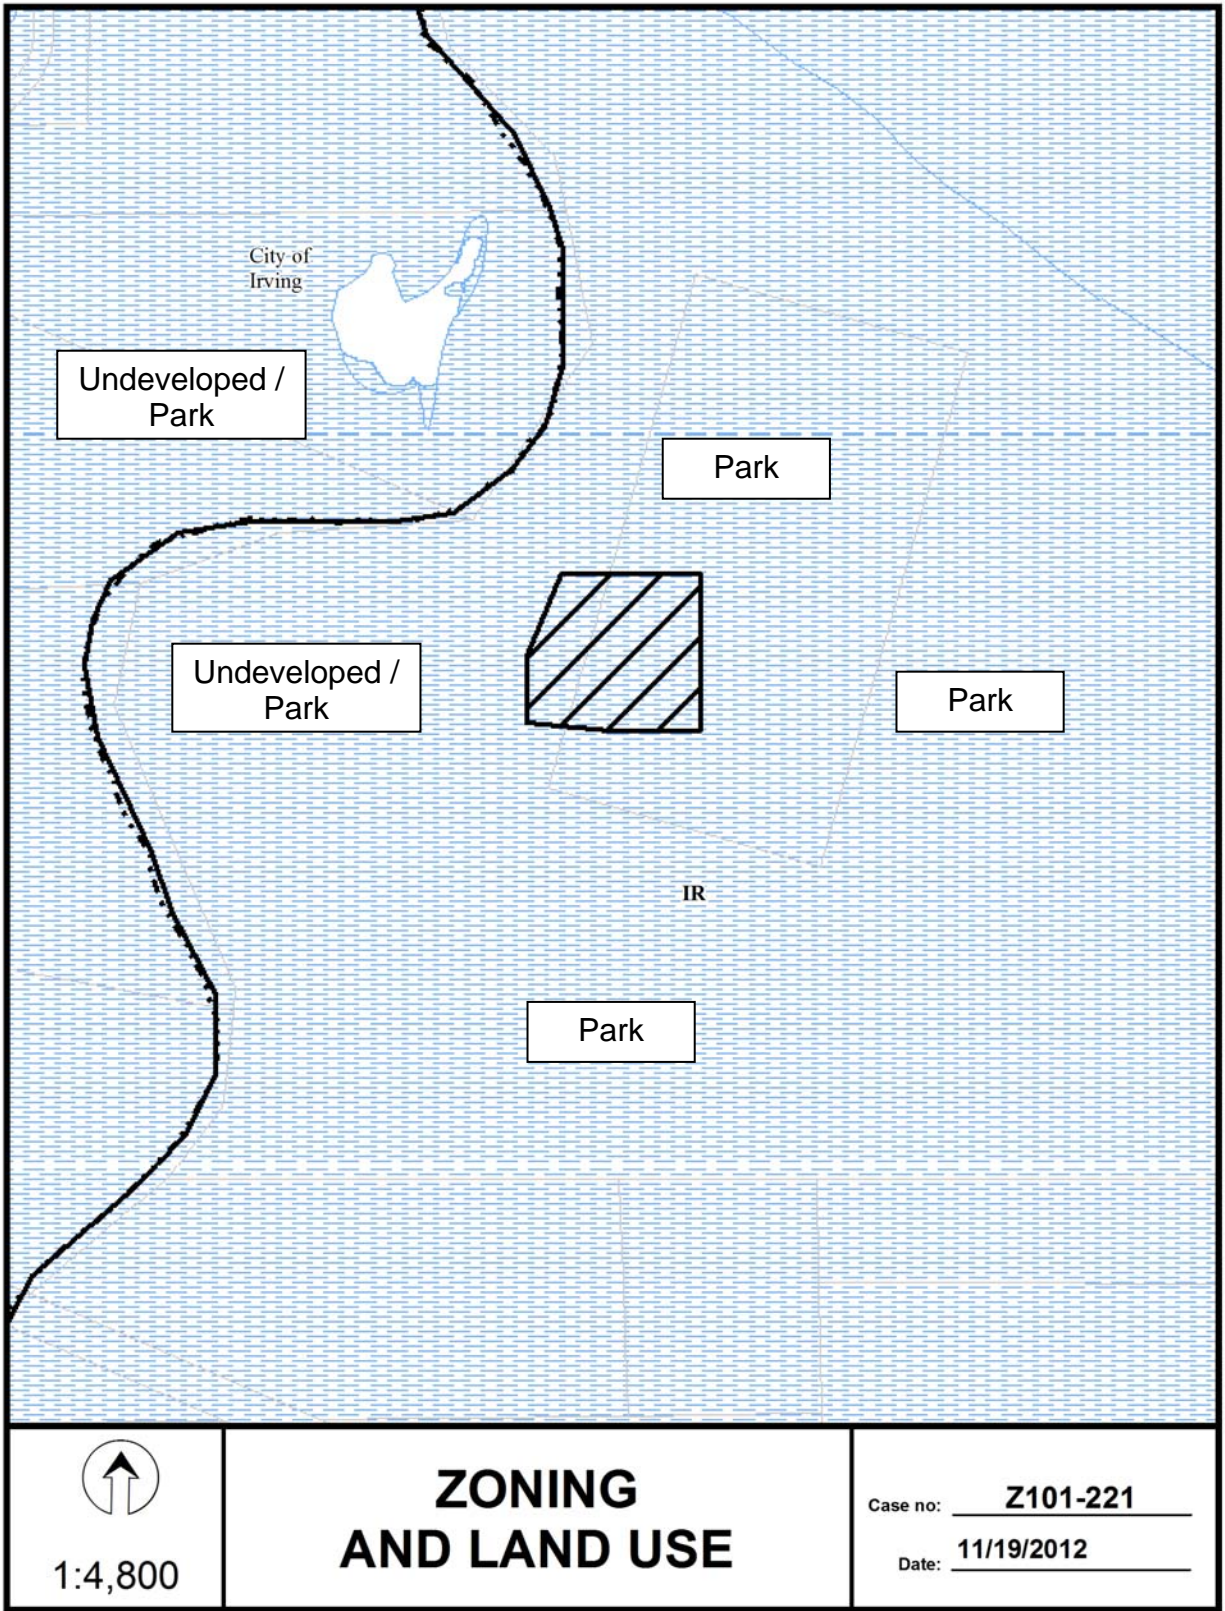 City of
Irving
Undeveloped /
Park
Park
Undeveloped /
Park
Park
IR
Park
1:4,800
ZONING
AND LAND USE
Case no: Z101-221
Date: 11/19/2012